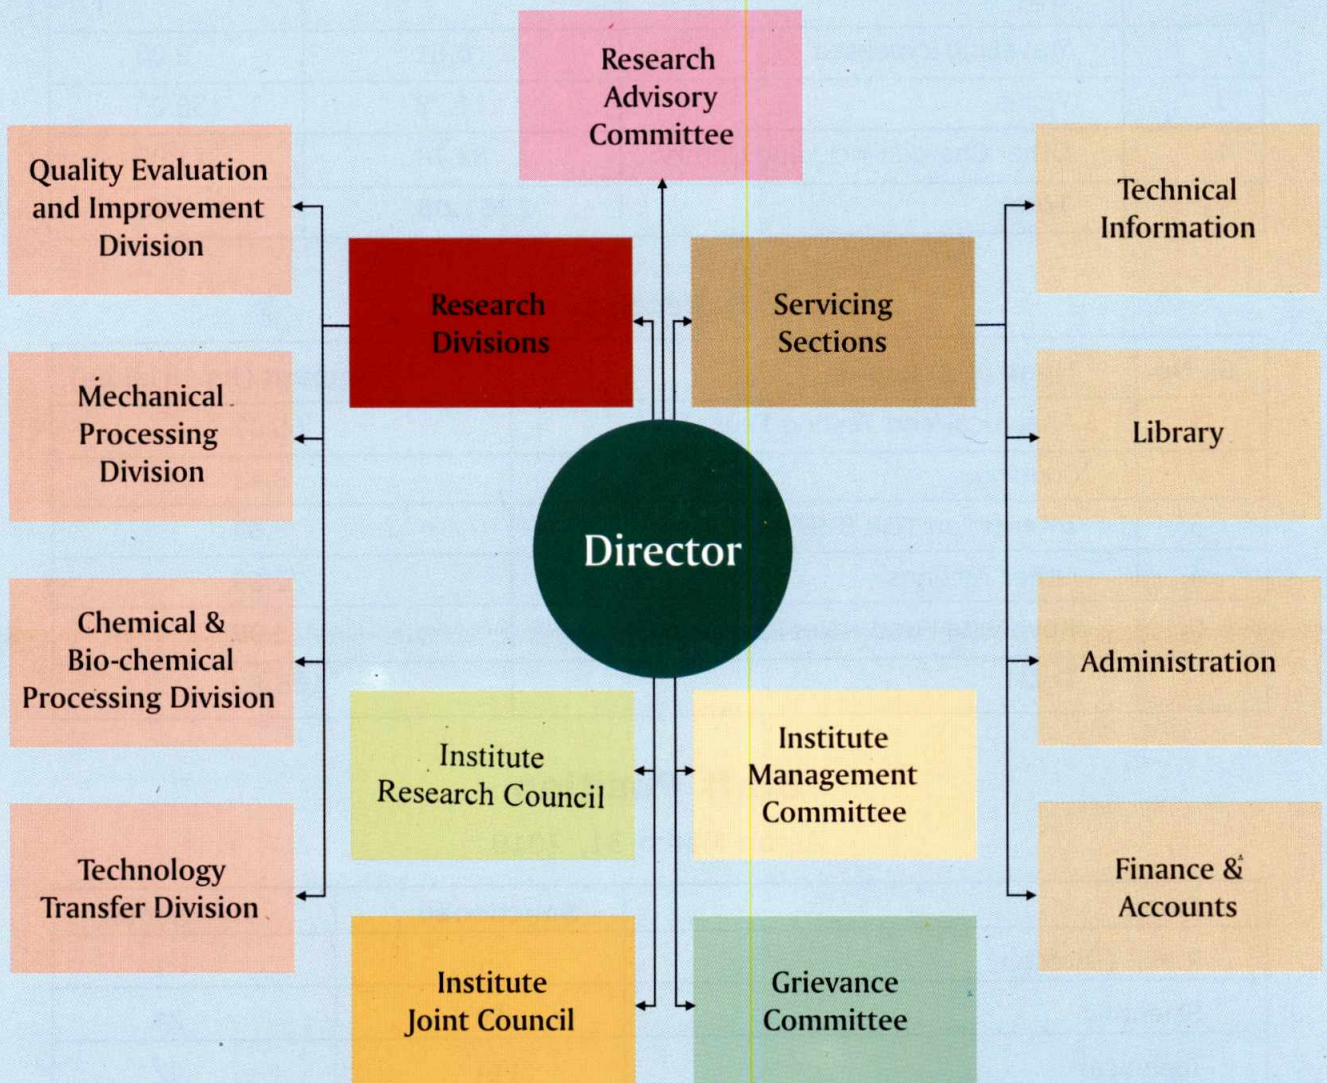 Research
Advisory
Committee
Quality Evaluation
and Improvement
Division
Technical
Information
Research
Divisions
Servicing
Sections
Mechanical
Processing
Division
Library
Director
Chemical &
Bio-chemical
Processing Division
Administration
Institute
Research Council
Institute
Management
Committee
Technology
Transfer Division
Finance &
Accounts
Institute
Joint Council
Grievance
Committee